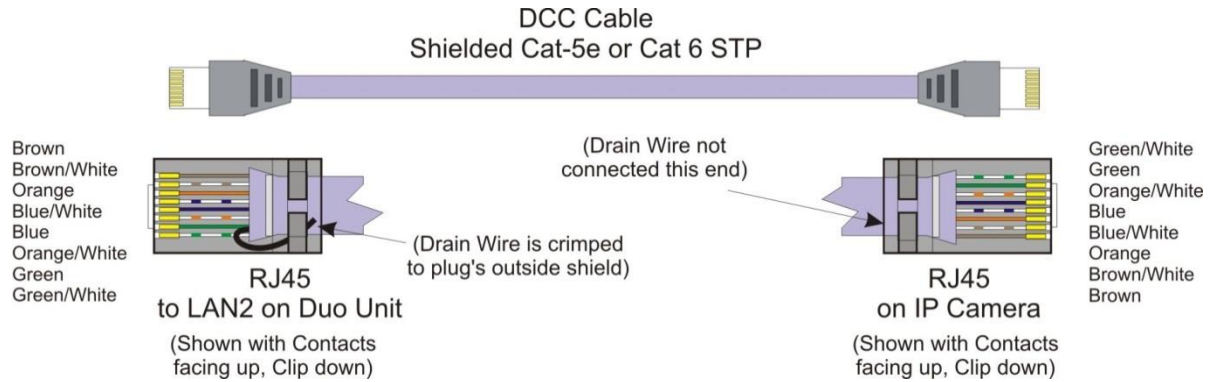 DCC Cable
Shielded Cat-5e or Cat 6 STP
Brown
Brown/White
Orange
Blue/White
Blue
Orange/White
Green
Green/White
RJ45
to LAN2 on Duo Unit
(Shown with Contacts
facing up, Clip down)
(Drain Wire is crimped
to plug's outside shield)
(Drain Wire not
connected this end)
RJ45
on IP Camera
(Shown with Contacts
facing up, Clip down)
Green/White
Green
Orange/White
Blue
Blue/White
Orange
Brown/White
Brown